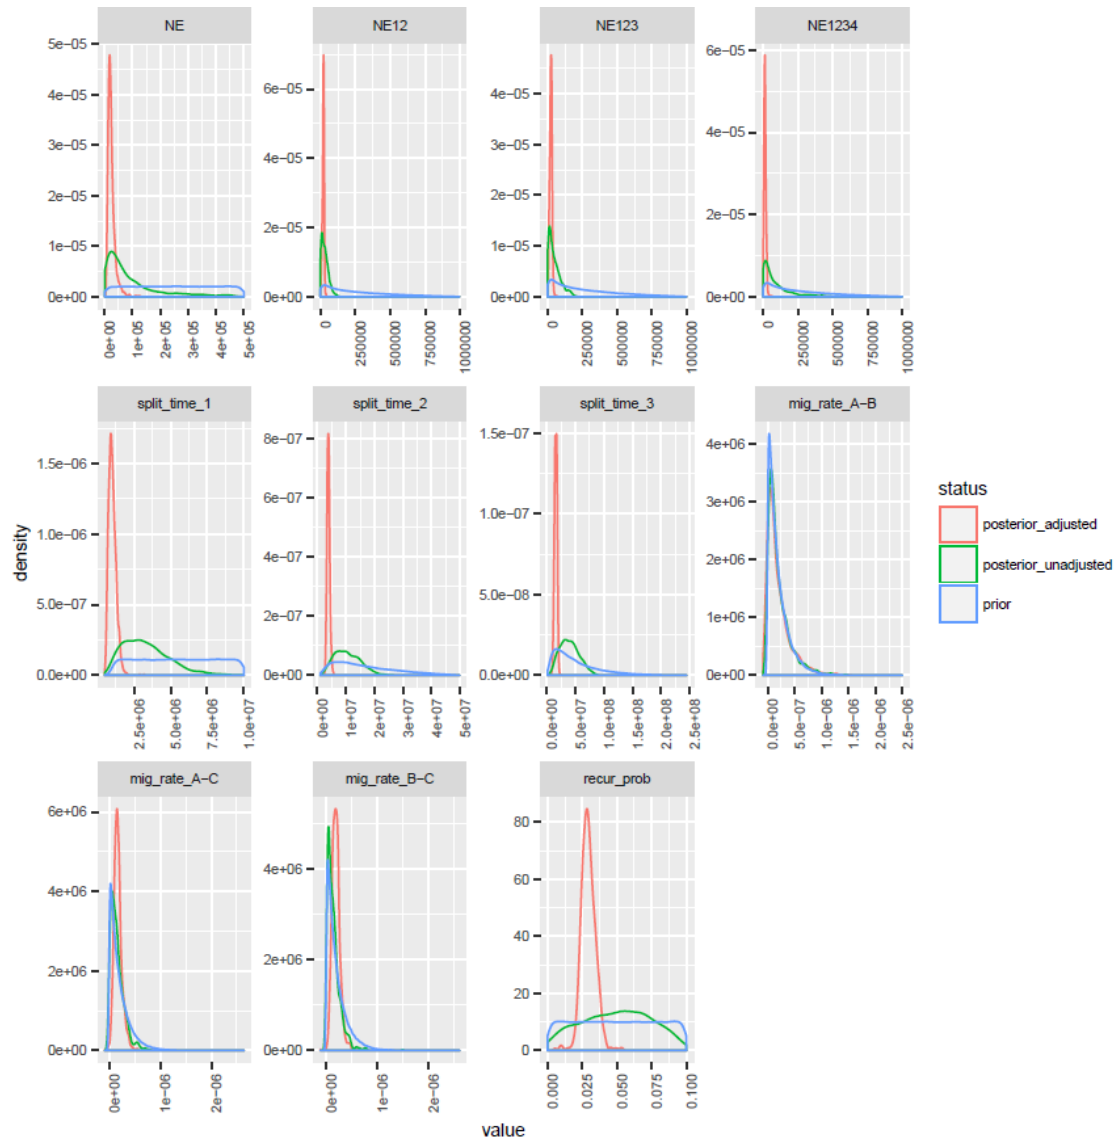 NE
NE12
NE123
NE1234
5e−05
4e−05
3e−05
2e−05
1e−05
0e+00
6e−05
4e−05
2e−05
0e+00
4e−05
2e−05
0e+00
6e−05
4e−05
2e−05
0e+00
0e+00
1e+05
2e+05
3e+05
4e+05
5e+05
0
250000
500000
750000
1000000
0
250000
500000
750000
1000000
0
250000
500000
750000
1000000
split_time_1
split_time_2
split_time_3
mig_rate_A−B
1.5e−06
1.0e−06
5.0e−07
0.0e+00
8e−07
6e−07
4e−07
2e−07
0e+00
1.5e−07
1.0e−07
5.0e−08
0.0e+00
4e+06
3e+06
2e+06
1e+06
0e+00
2.5e+06
5.0e+06
7.5e+06
1.0e+07
0e+00
1e+07
2e+07
3e+07
4e+07
5e+07
0.0e+00
5.0e+07
1.0e+08
1.5e+08
2.0e+08
2.5e+08
0.0e+00
5.0e−07
1.0e−06
1.5e−06
2.0e−06
2.5e−06
density
status
posterior_adjusted
posterior_unadjusted
prior
mig_rate_A−C
mig_rate_B−C
recur_prob
6e+06
4e+06
2e+06
0e+00
4e+06
2e+06
0e+00
80
60
40
20
0
0e+00
1e−06
2e−06
0e+00
1e−06
2e−06
0.000
0.025
0.050
0.075
0.100
value